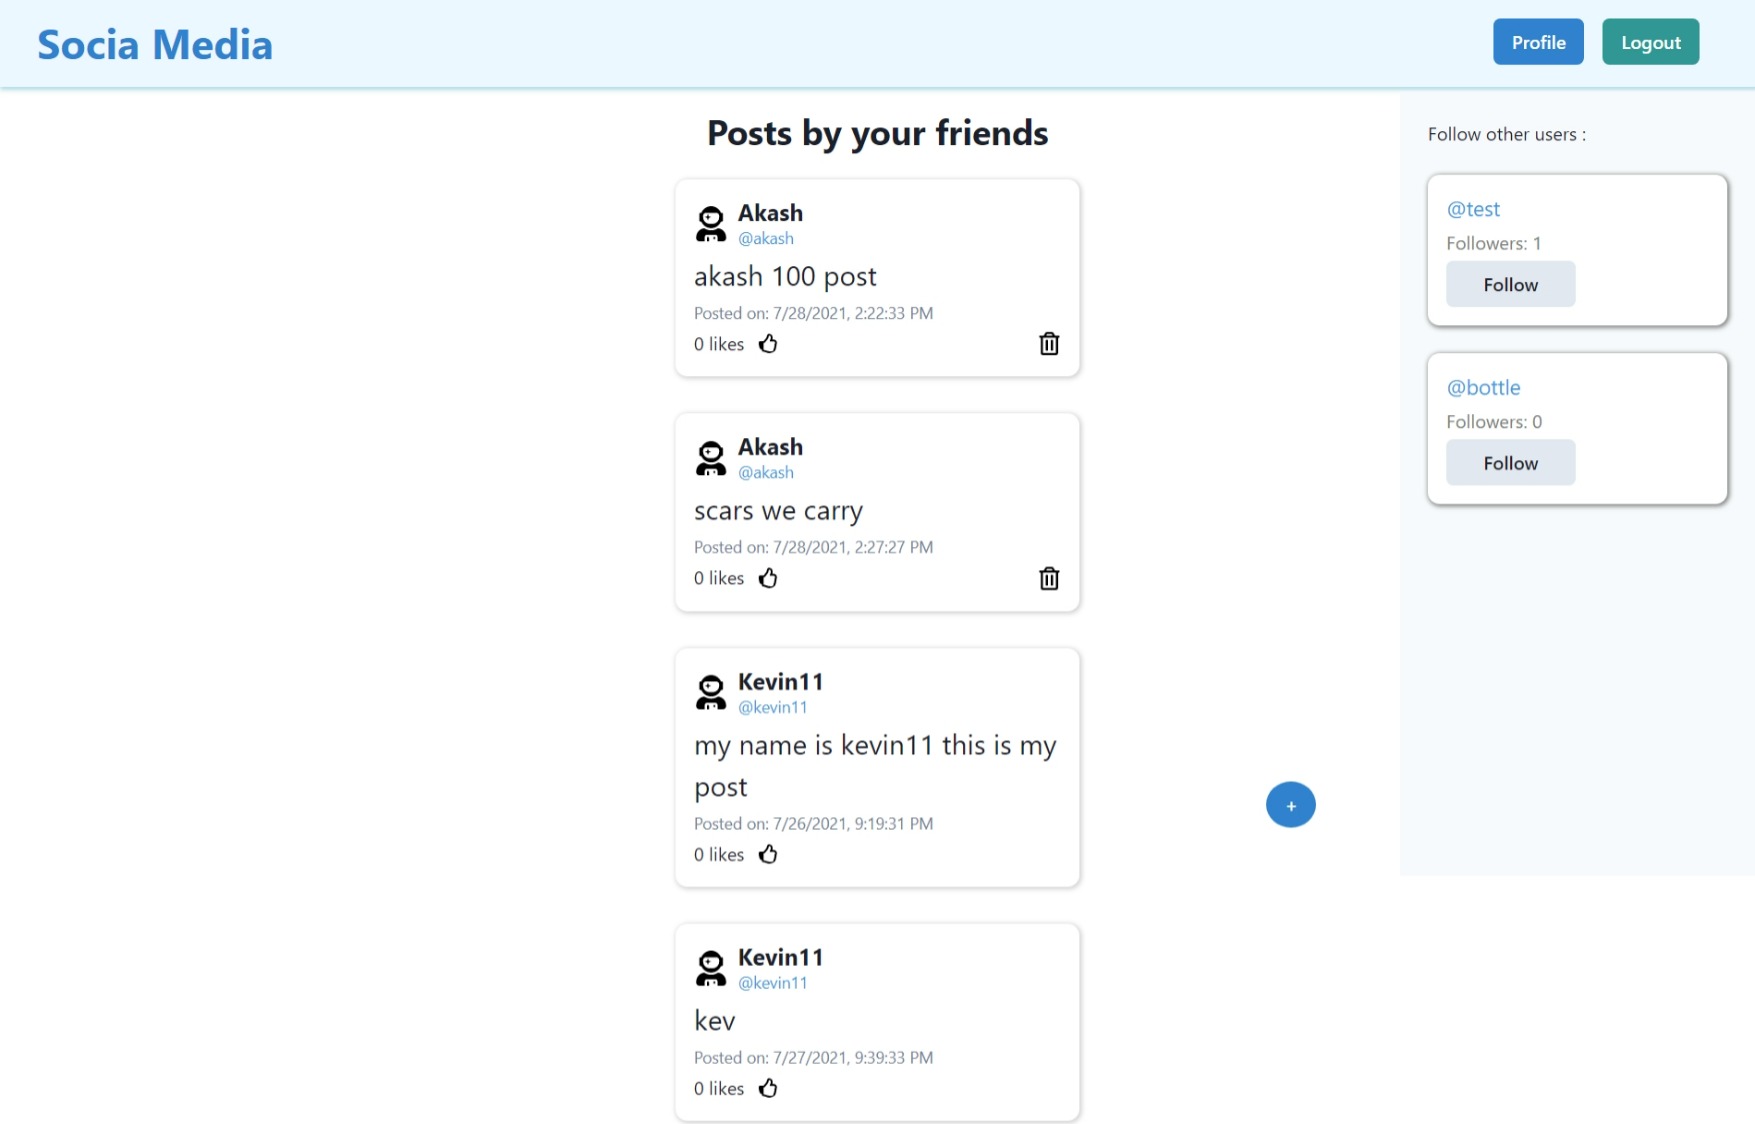 Socia Media
Profile
Logout
Posts by your friends
Akash
@akash
akash 100 post
Posted on: 7/28/2021, 2:22:33 PM
0 likes
Akash
@akash
scars we carry
Posted on: 7/28/2021, 2:27:27 PM
0 likes
Kevin11
@kevin11
my name is kevin11 this is my
post
Posted on: 7/26/2021, 9:19:31 PM
0 likes
Kevin11
@kevin11
kev
Posted on: 7/27/2021, 9:39:33 PM
0 likes
+
Follow other users :
@test
Followers: 1
Follow
@bottle
Followers: 0
Follow